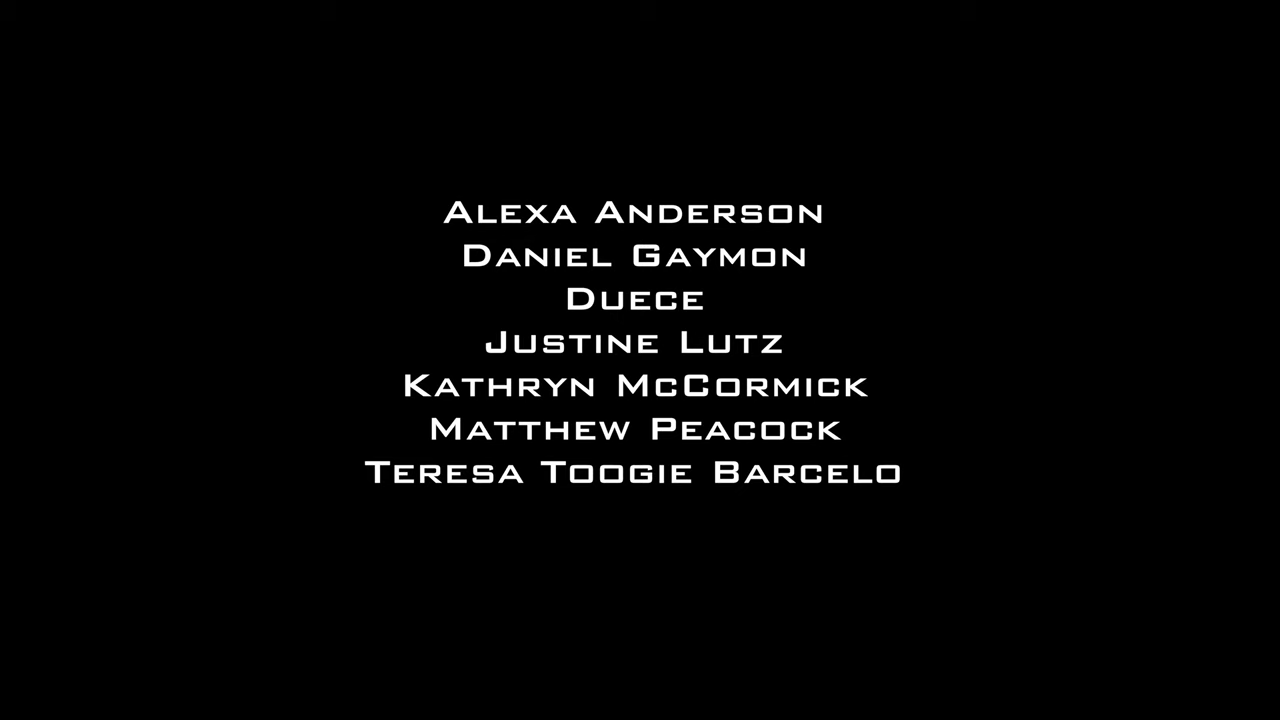 Alexa Anderson
Daniel Gaymon
Duece
Justine Lutz
Kathryn McCormick
Matthew Peacock
Teresa Toogie Barcelo